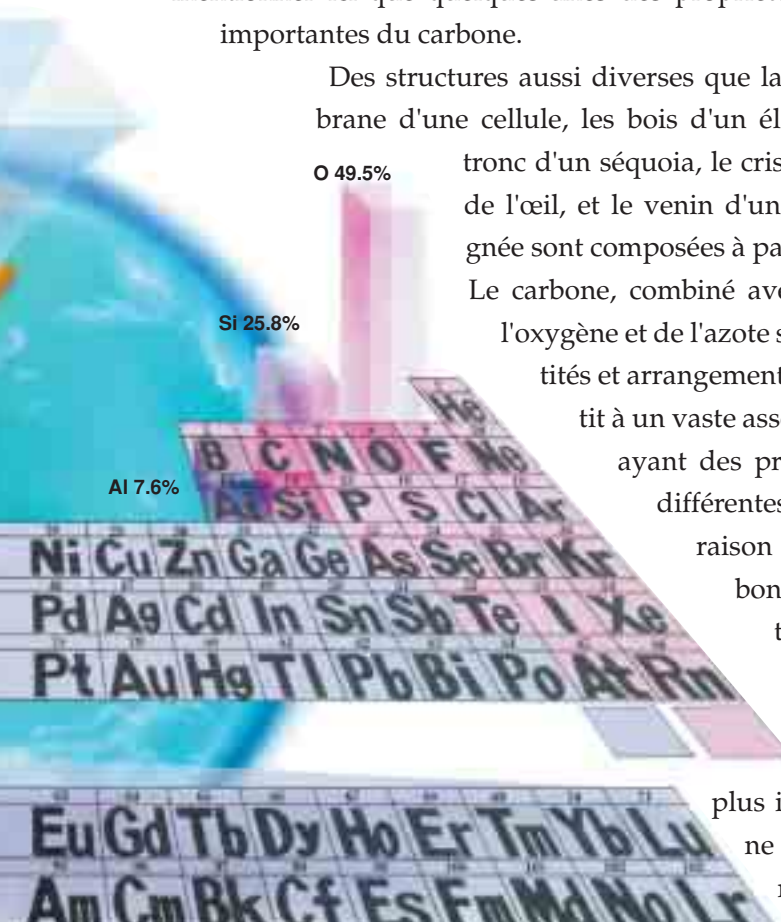 importantes du carbone.
Des structures aussi diverses que la
brane d'une cellule, les bois d'un él
tronc d'un séquoia, le cris
de l'œil, et le venin d'un
gnée sont composées à pa
Le carbone, combiné ave
l'oxygène et de l'azote s
tités et arrangement
tit à un vaste ass
ayant des pr
différentes
raison
bon
t
plus i
ne
O 49.5%
Si 25.8%
Al 7.6%
He
B C N O F Ne
Al Si P S Cl Ar
Ni Cu Zn Ga Ge As Se Br Kr
Pd Ag Cd In Sn Sb Te I Xe
Pt Au Hg Tl Pb Bi Po At Rn
Eu Gd Tb Dy Ho Er Tm Yb Lu
Am Cm Bk Cf Es Fm Md No Lr